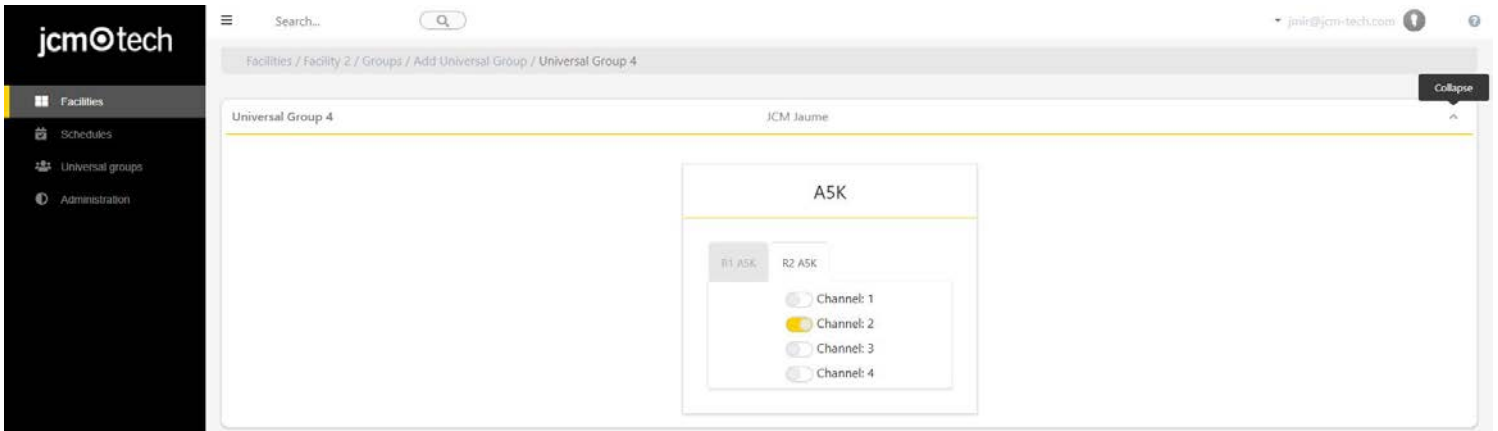 jcm tech
Search...
jmir@jcm-tech.com
Facilities / Facility 2 / Groups / Add Universal Group / Universal Group 4
Collapse
Facilities
Schedules
Universal groups
Administration
Universal Group 4 JCM Jaume
A5K
R1 A5K R2 A5K
Channel: 1
Channel: 2
Channel: 3
Channel: 4